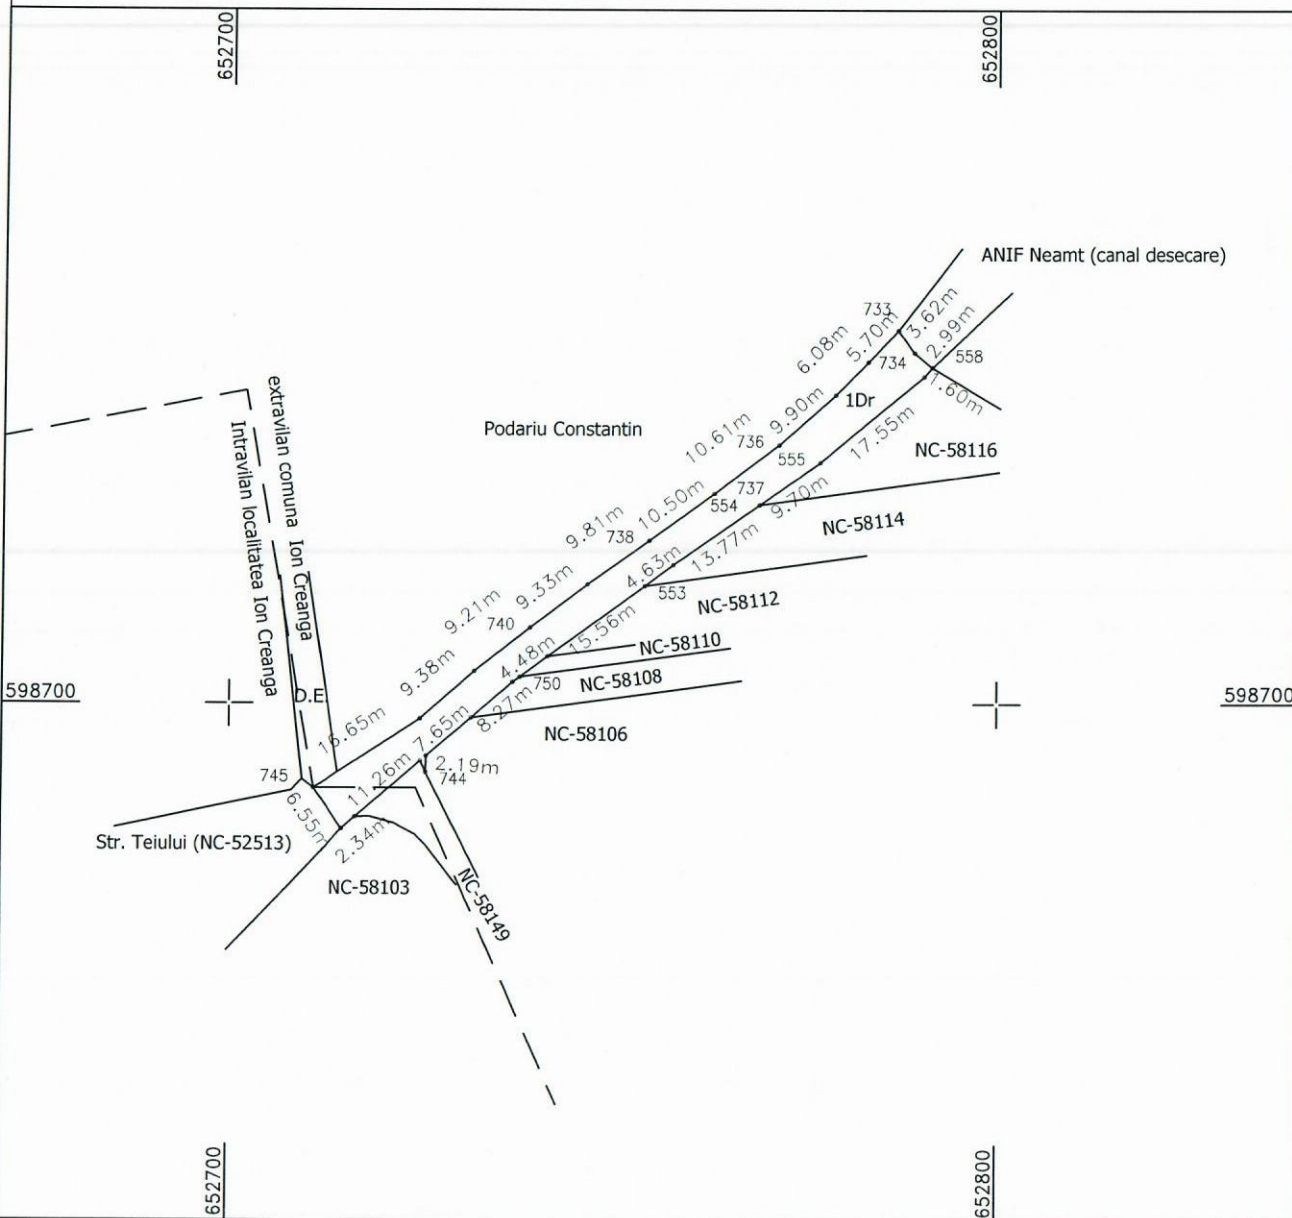 652700
652800
ANIF Neamt (canal desecare)
733
3.62m
5.70m
2.99m
6.08m
734
558
1.60m
extravilan comuna Ion Creanga
Intravilan localitatea Ion Creanga
1Dr
9.90m
Podariu Constantin
10.61m
736
555
17.55m
NC-58116
10.50m
737
554
9.70m
9.81m
738
NC-58114
13.77m
4.63m
9.33m
553
9.21m
740
NC-58112
15.56m
NC-58110
4.48m
9.38m
750
NC-58108
598700
D.E
598700
8.27m
16.65m
7.65m
NC-58106
2.19m
745
744
11.26m
6.55m
Str. Teiului (NC-52513)
2.34m
NC-58103
NC-58149
652700
652800